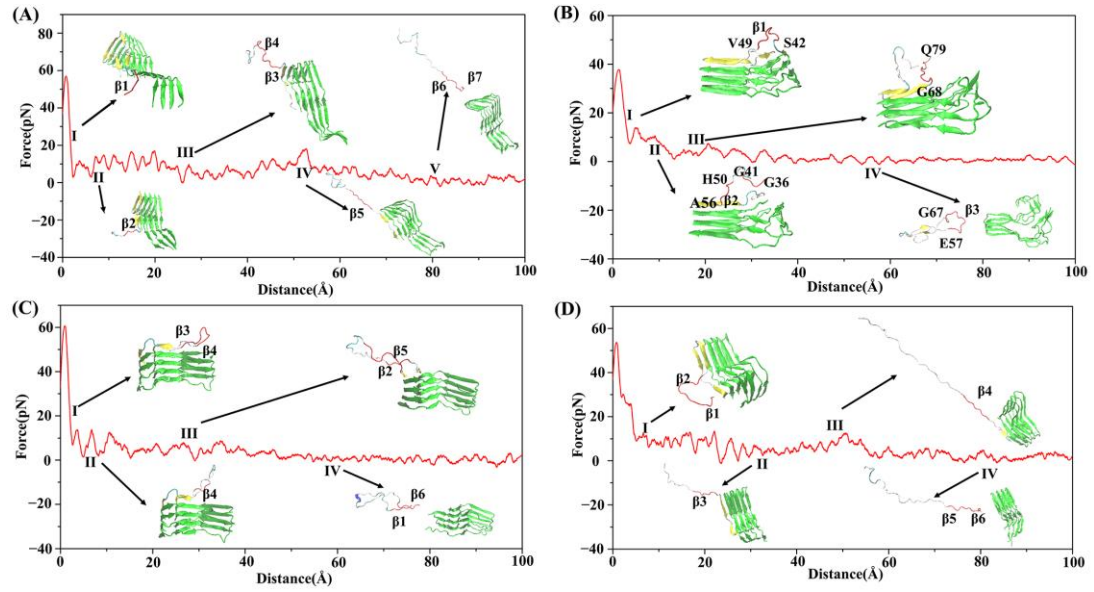 (A)
80
60
40
20
0
−20
−40
Force(pN)
0 20 40 60 80 100
Distance(Å)
β1
I
II
β2
β4
β3
III
IV
β5
β7
β6
V
(B)
60
40
20
0
−20
−40
Force(pN)
0 20 40 60 80 100
Distance(Å)
β1
V49 S42
I
II
H50 G41 G36
A56 β2
III
Q79
G68
IV
G67 β3
E57
(C)
60
40
20
0
−20
−40
Force(pN)
0 20 40 60 80 100
Distance(Å)
β3
β4
I
II
β4
β5
β2
III
IV
β6
β1
(D)
60
40
20
0
−20
−40
Force(pN)
0 20 40 60 80 100
Distance(Å)
β2
β1
I
II
β3
β4
III
IV
β5 β6